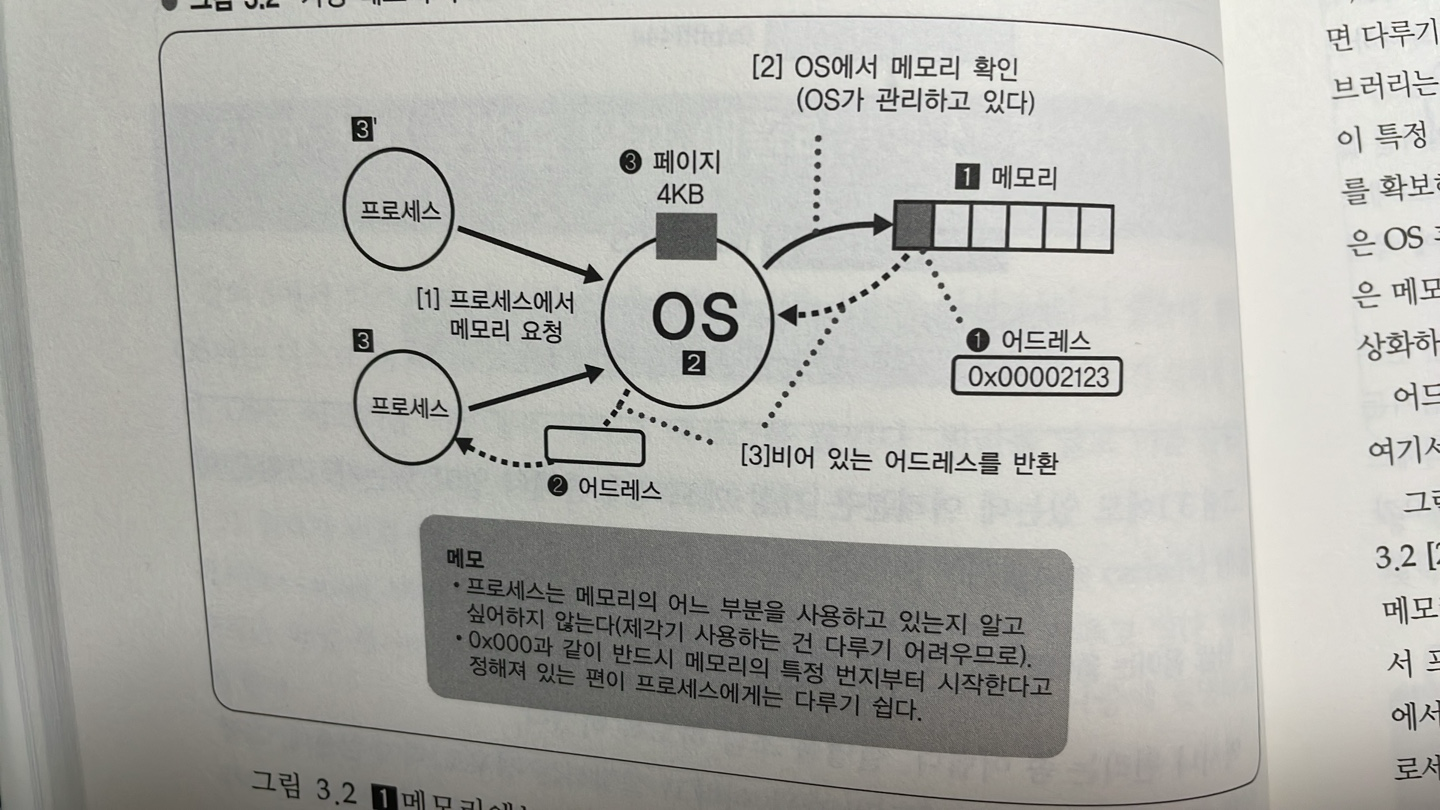 그림 3.2
[2] OS에서 메모리 확인
(OS가 관리하고 있다)
3'
프로세스
❸ 페이지
4KB
1 메모리
[1] 프로세스에서
메모리 요청
OS
2
❶ 어드레스
0x00002123
3
프로세스
❷ 어드레스
[3]비어 있는 어드레스를 반환
메모
• 프로세스는 메모리의 어느 부분을 사용하고 있는지 알고
싶어하지 않는다(제각기 사용하는 건 다루기 어려우므로).
• 0x000과 같이 반드시 메모리의 특정 번지부터 시작한다고
정해져 있는 편이 프로세스에게는 다루기 쉽다.
그림 3.2 1 메모리에는
면 다루기
브러리는
이 특정
를 확보하
은 OS
은 메모
상화하
어드
여기서
그림
3.2 [2
메모리
서 프
에서
로세